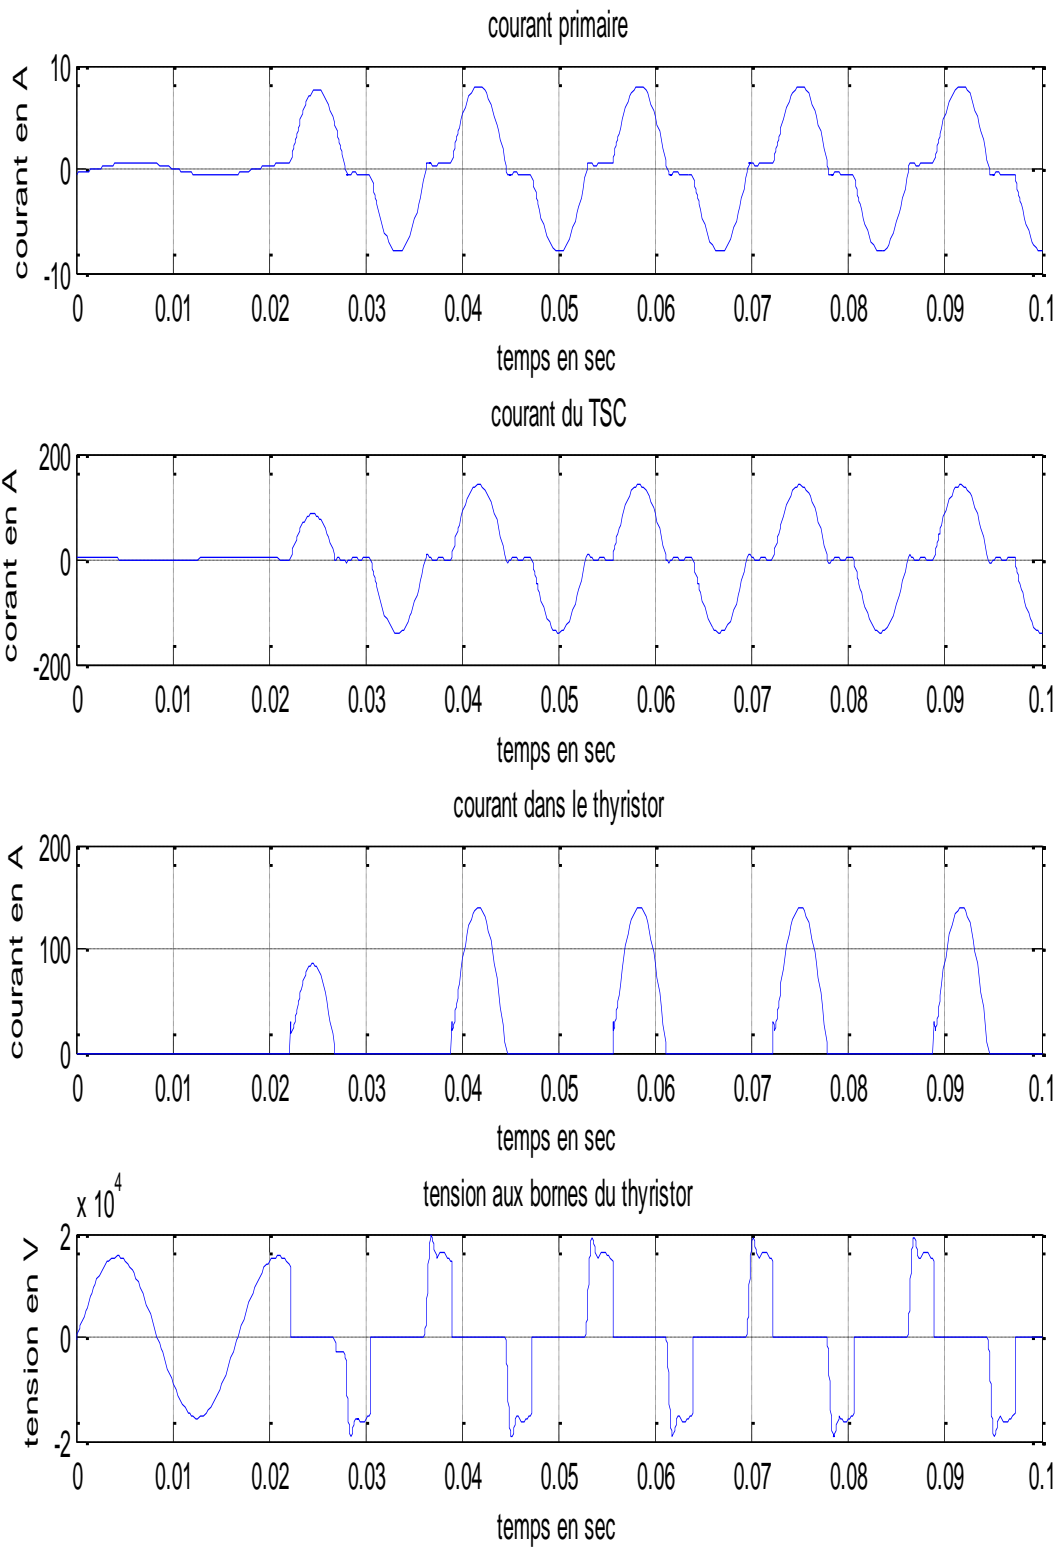 courant primaire
courant en A
10
0
-10
0 0.01 0.02 0.03 0.04 0.05 0.06 0.07 0.08 0.09 0.1
temps en sec
courant du TSC
corant en A
200
0
-200
0 0.01 0.02 0.03 0.04 0.05 0.06 0.07 0.08 0.09 0.1
temps en sec
courant dans le thyristor
courant en A
200
100
0
0 0.01 0.02 0.03 0.04 0.05 0.06 0.07 0.08 0.09 0.1
temps en sec
x 10^4
tension aux bornes du thyristor
tension en V
2
0
-2
0 0.01 0.02 0.03 0.04 0.05 0.06 0.07 0.08 0.09 0.1
temps en sec